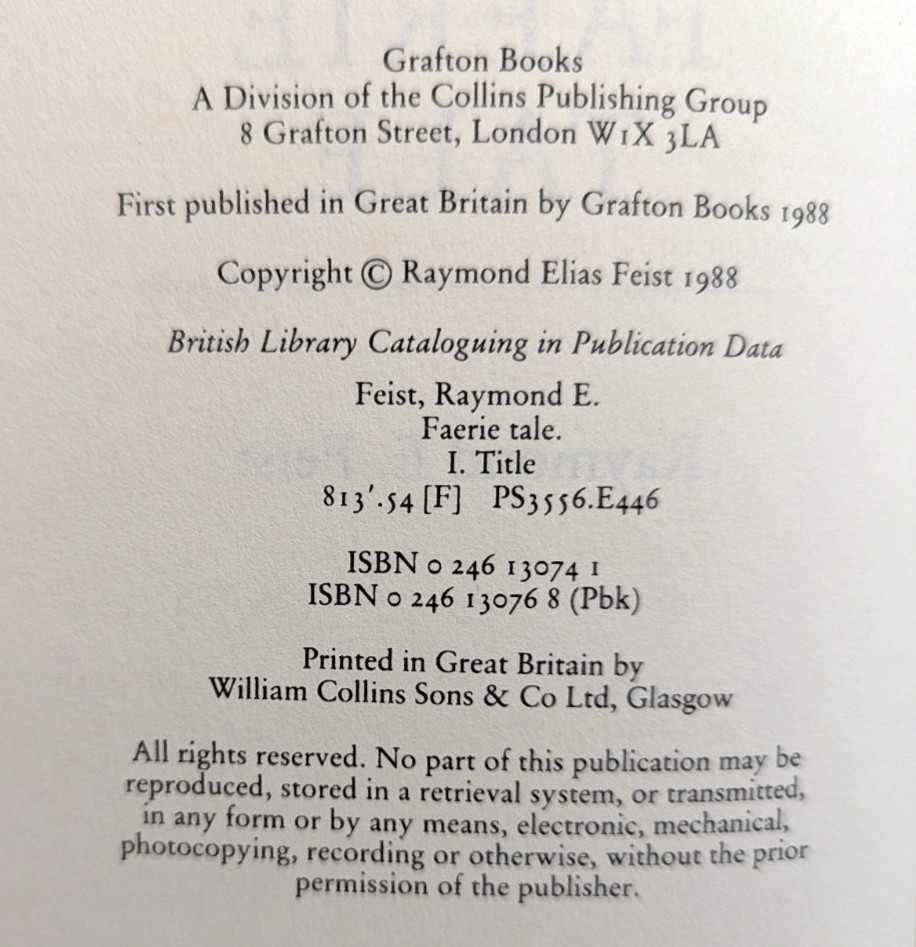 Grafton Books
A Division of the Collins Publishing Group
8 Grafton Street, London W1X 3LA
First published in Great Britain by Grafton Books 1988
Copyright © Raymond Elias Feist 1988
British Library Cataloguing in Publication Data
Feist, Raymond E.
Faerie tale.
I. Title
813′.54 [F] PS3556.E446
ISBN 0 246 13074 1
ISBN 0 246 13076 8 (Pbk)
Printed in Great Britain by
William Collins Sons & Co Ltd, Glasgow
All rights reserved. No part of this publication may be
reproduced, stored in a retrieval system, or transmitted,
in any form or by any means, electronic, mechanical,
photocopying, recording or otherwise, without the prior
permission of the publisher.